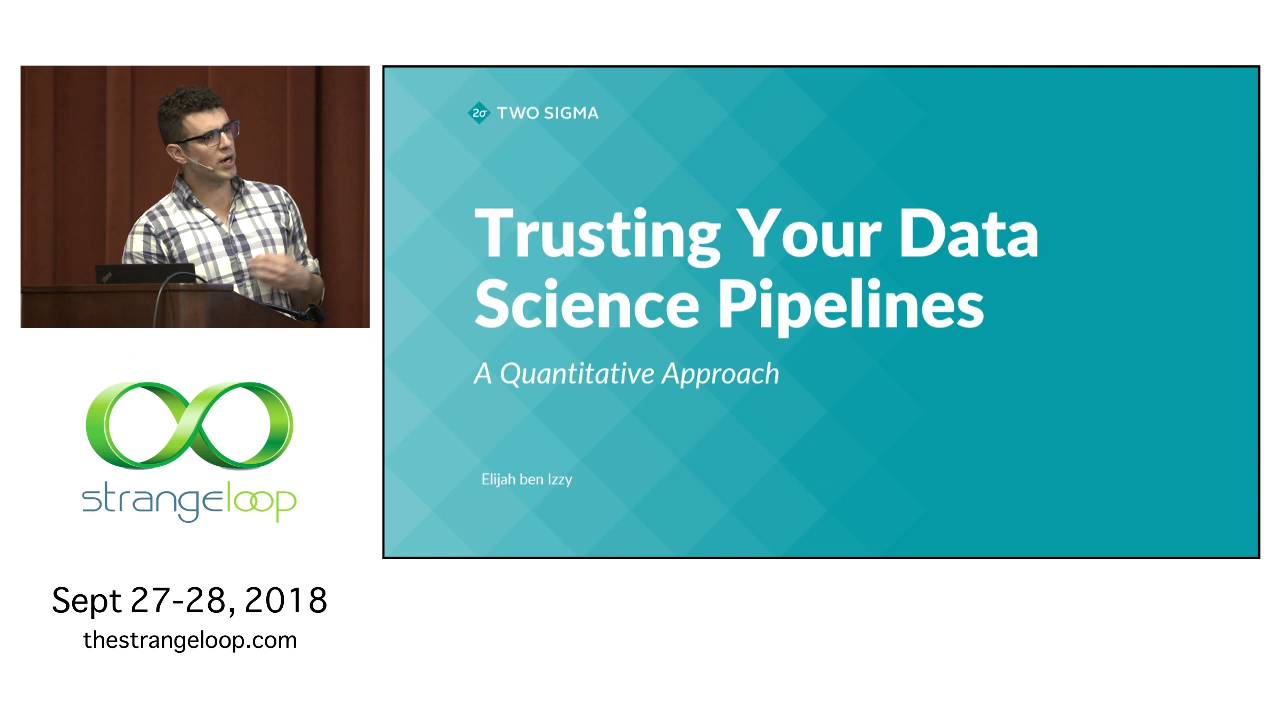 2σ TWO SIGMA
Trusting Your Data
Science Pipelines
A Quantitative Approach
Elijah ben Izzy
strangeloop
Sept 27-28, 2018
thestrangeloop.com